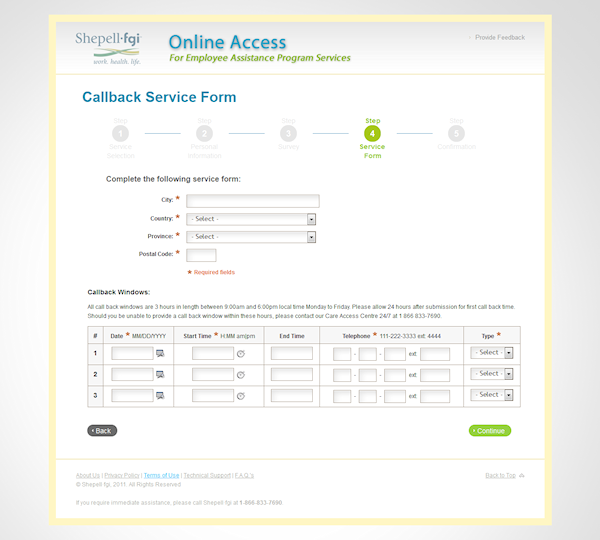 Shepell·fgi
work. health. life.
Online Access
For Employee Assistance Program Services
Provide Feedback
Callback Service Form
Step Step Step Step Step
1 2 3 4 5
Service Selection
Personal Information
Survey
Service Form
Confirmation
Complete the following service form:
City: *
Country: * - Select -
Province: * - Select -
Postal Code: *
* Required fields
Callback Windows:
All call back windows are 3 hours in length between 9:00am and 6:00pm local time Monday to Friday. Please allow 24 hours after submission for first call back time.
Should you be unable to provide a call back window within these hours, please contact our Care Access Centre 24/7 at 1 866 833-7690.
# Date * MM/DD/YYYY Start Time * H:MM am|pm End Time Telephone * 111-222-3333 ext: 4444 Type *
1 - - ext - Select -
2 - - ext - Select -
3 - - ext - Select -
Back
Continue
About Us | Privacy Policy | Terms of Use | Technical Support | F.A.Q.'s
Back to Top
© Shepell fgi, 2011. All Rights Reserved.
If you require immediate assistance, please call Shepell fgi at 1-866-833-7690.